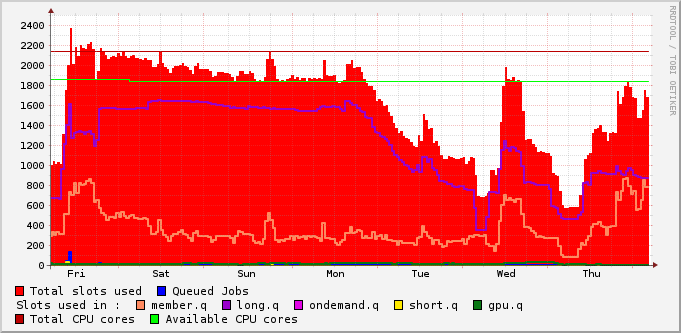 RRDTOOL / TOBI OETIKER
2400
2200
2000
1800
1600
1400
1200
1000
800
600
400
200
0
Fri Sat Sun Mon Tue Wed Thu
Total slots used Queued Jobs
Slots used in : member.q long.q ondemand.q short.q gpu.q
Total CPU cores Available CPU cores